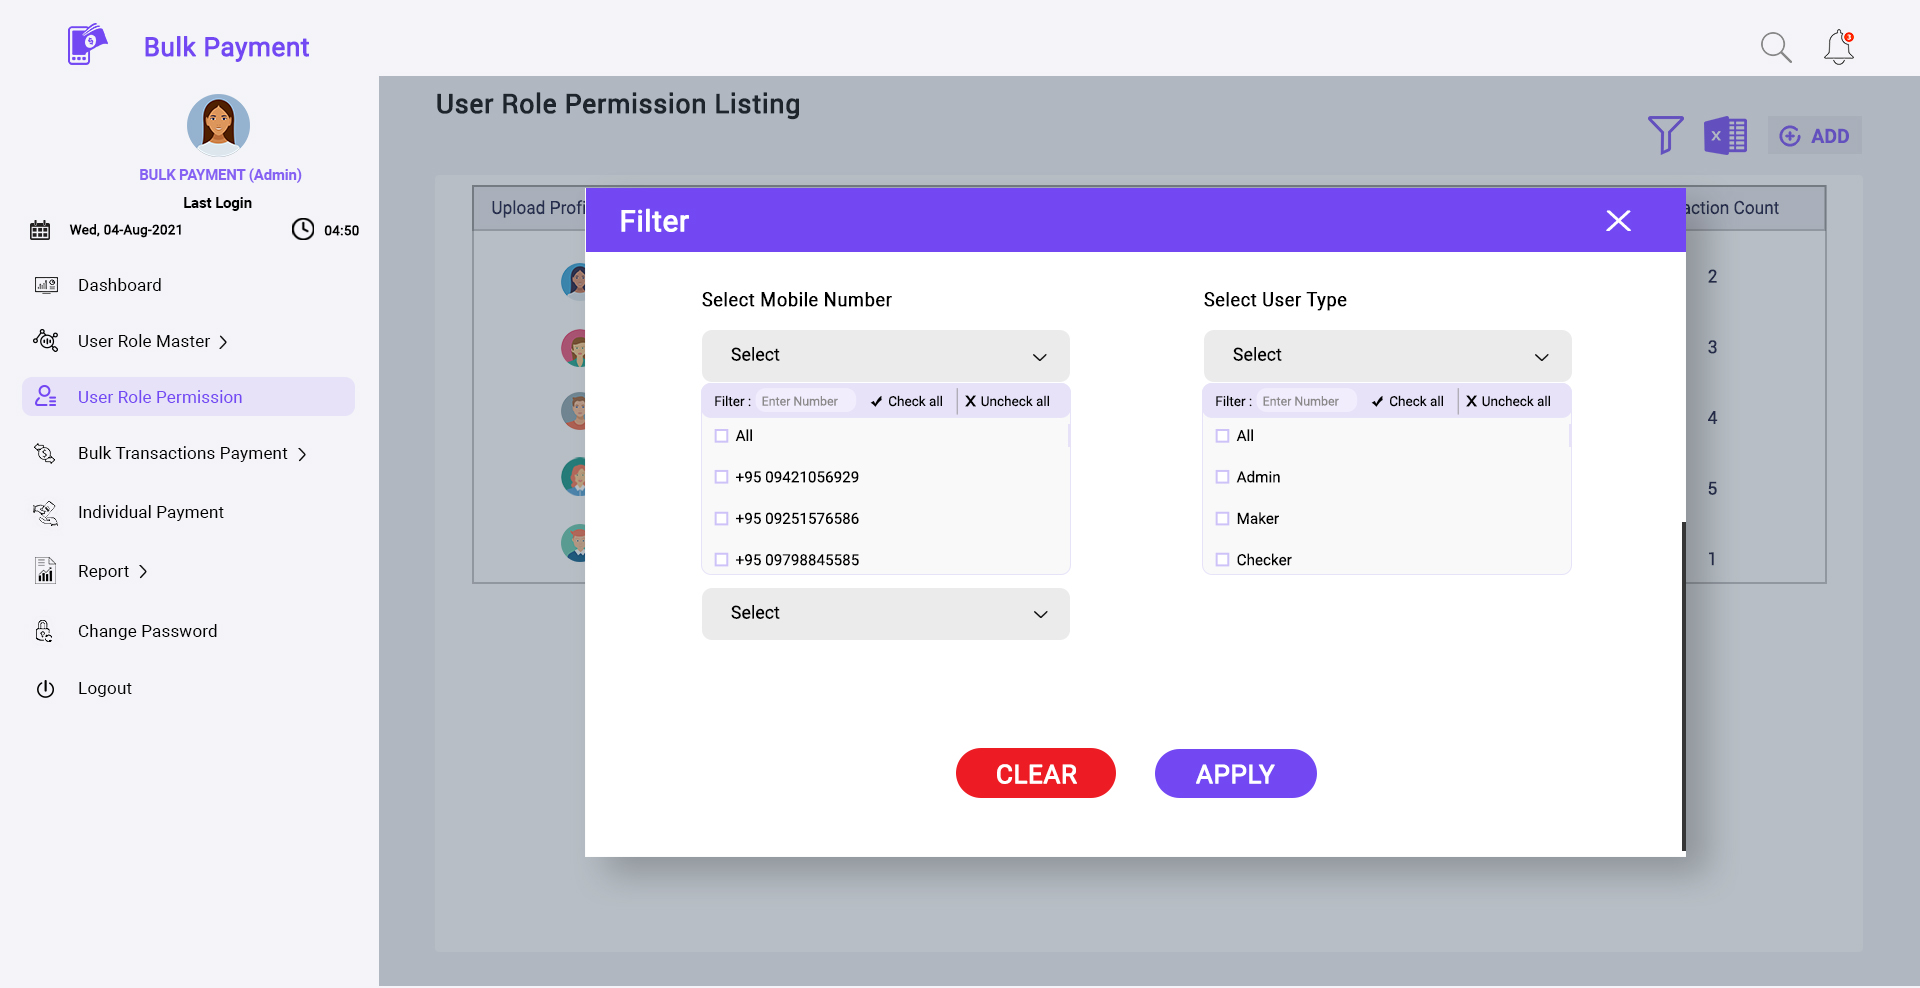 Bulk Payment
3
BULK PAYMENT (Admin)
Last Login
Wed, 04-Aug-2021
04:50
Dashboard
User Role Master
User Role Permission
Bulk Transactions Payment
Individual Payment
Report
Change Password
Logout
User Role Permission Listing
X
ADD
Upload Profi
action Count
2
3
4
5
1
Filter
Select Mobile Number
Select
Filter : Enter Number Check all X Uncheck all
All
+95 09421056929
+95 09251576586
+95 09798845585
Select
Select User Type
Select
Filter : Enter Number Check all X Uncheck all
All
Admin
Maker
Checker
CLEAR
APPLY